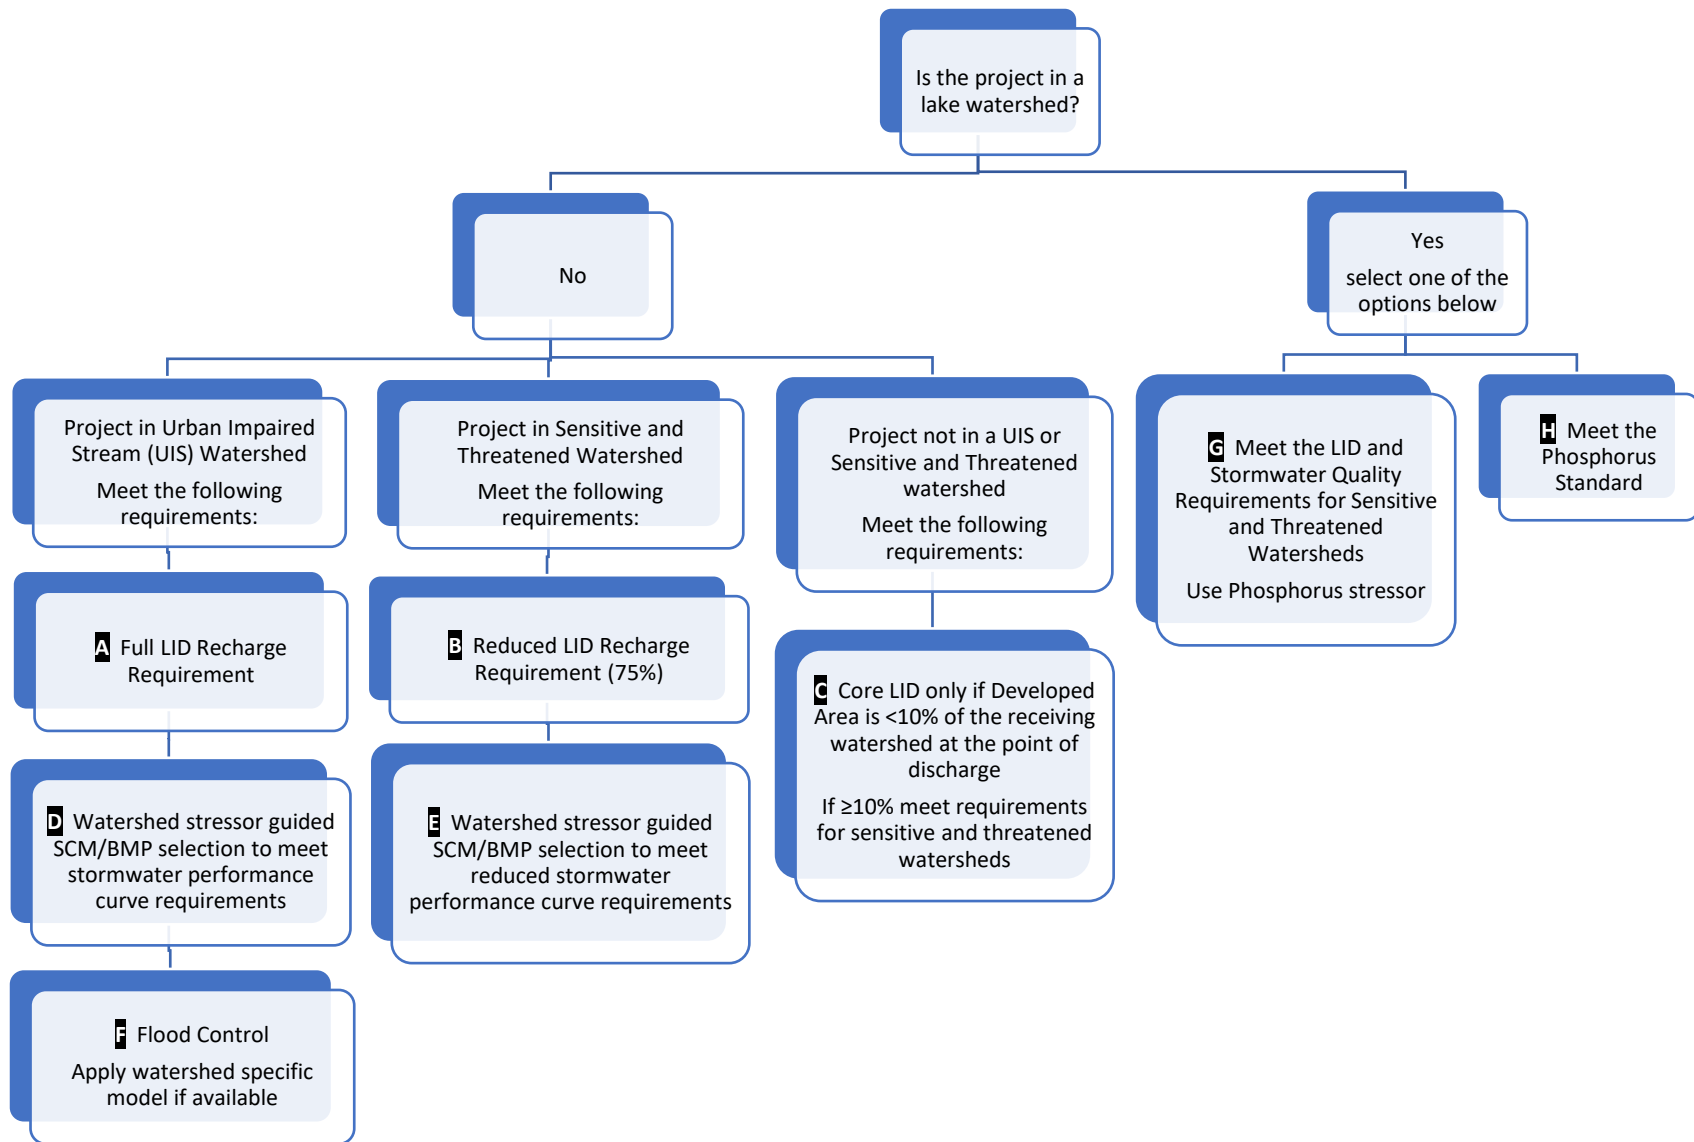 Is the project in a
lake watershed?
No
Yes
select one of the
options below
Project in Urban Impaired
Stream (UIS) Watershed
Meet the following
requirements:
Project in Sensitive and
Threatened Watershed
Meet the following
requirements:
Project not in a UIS or
Sensitive and Threatened
watershed
Meet the following
requirements:
G Meet the LID and
Stormwater Quality
Requirements for Sensitive
and Threatened
Watersheds
Use Phosphorus stressor
H Meet the
Phosphorus
Standard
A Full LID Recharge
Requirement
B Reduced LID Recharge
Requirement (75%)
C Core LID only if Developed
Area is <10% of the receiving
watershed at the point of
discharge
If ≥10% meet requirements
for sensitive and threatened
watersheds
D Watershed stressor guided
SCM/BMP selection to meet
stormwater performance
curve requirements
E Watershed stressor guided
SCM/BMP selection to meet
reduced stormwater
performance curve requirements
F Flood Control
Apply watershed specific
model if available